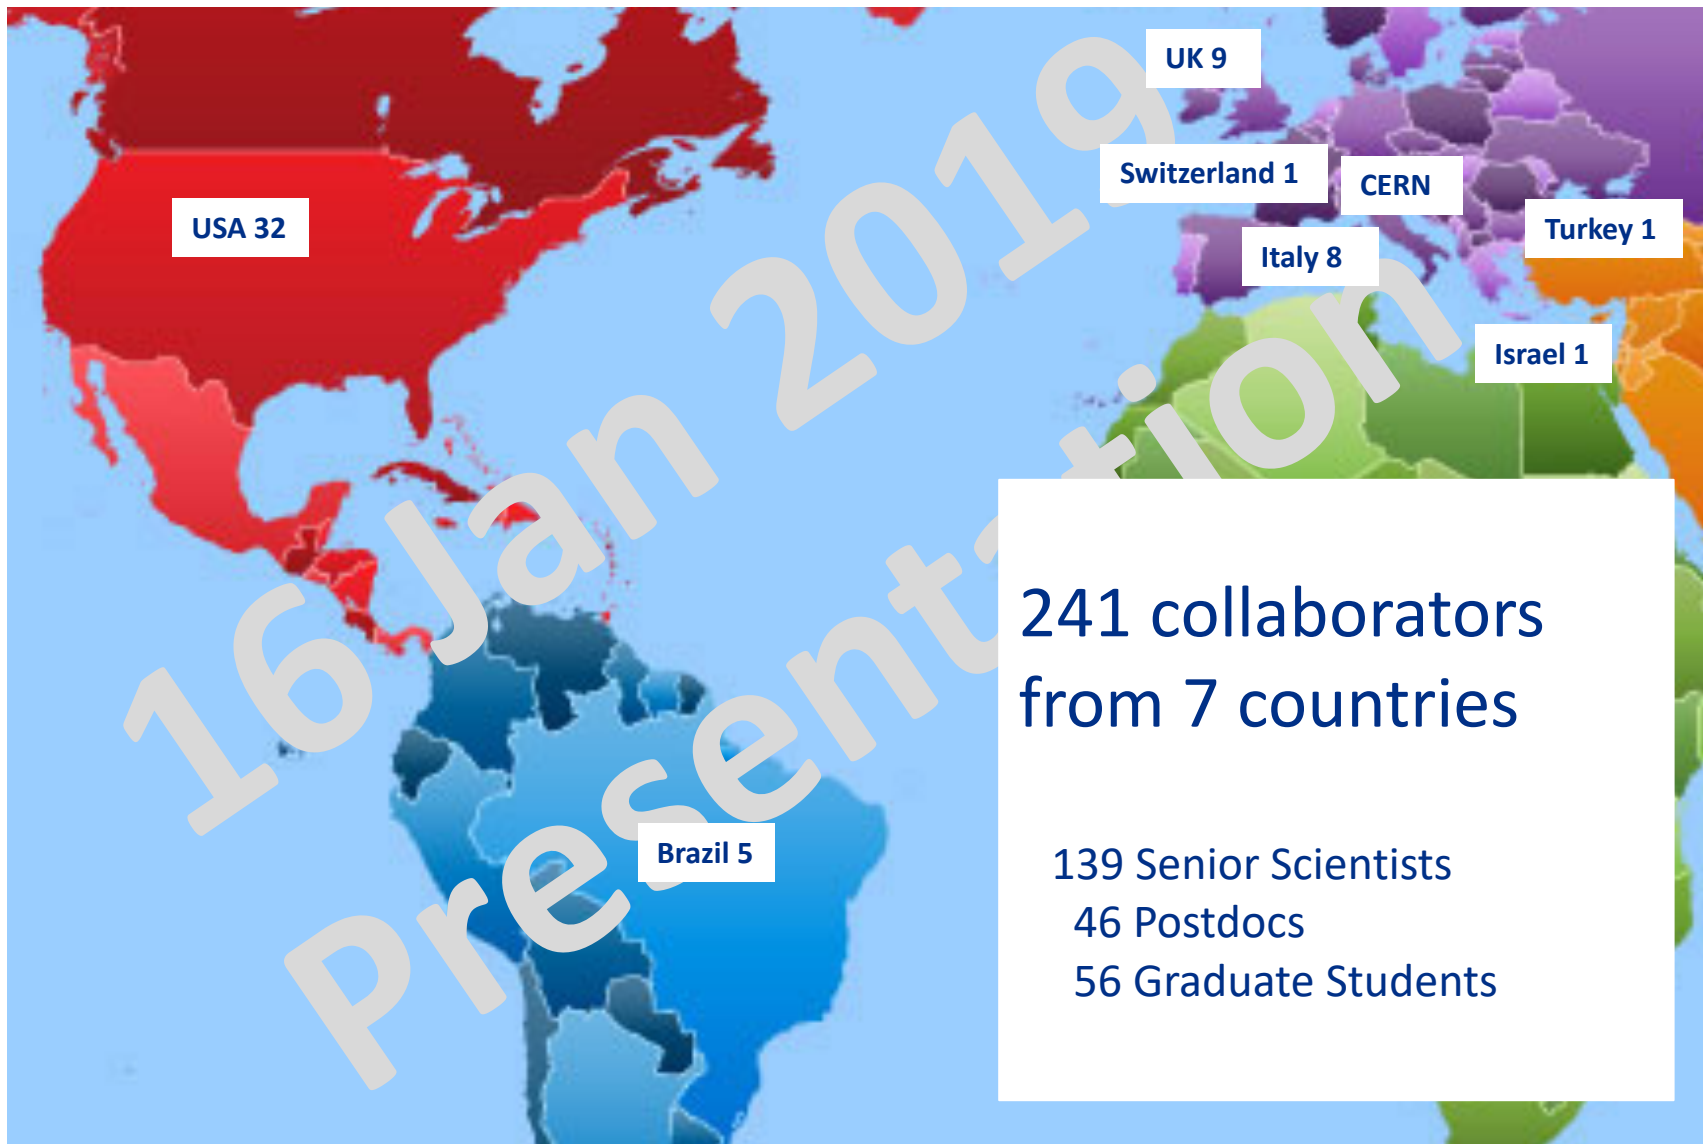 UK 9
Switzerland 1
CERN
USA 32
Turkey 1
Italy 8
Israel 1
16 Jan 2019
Presentation
241 collaborators
from 7 countries
Brazil 5
139 Senior Scientists
46 Postdocs
56 Graduate Students